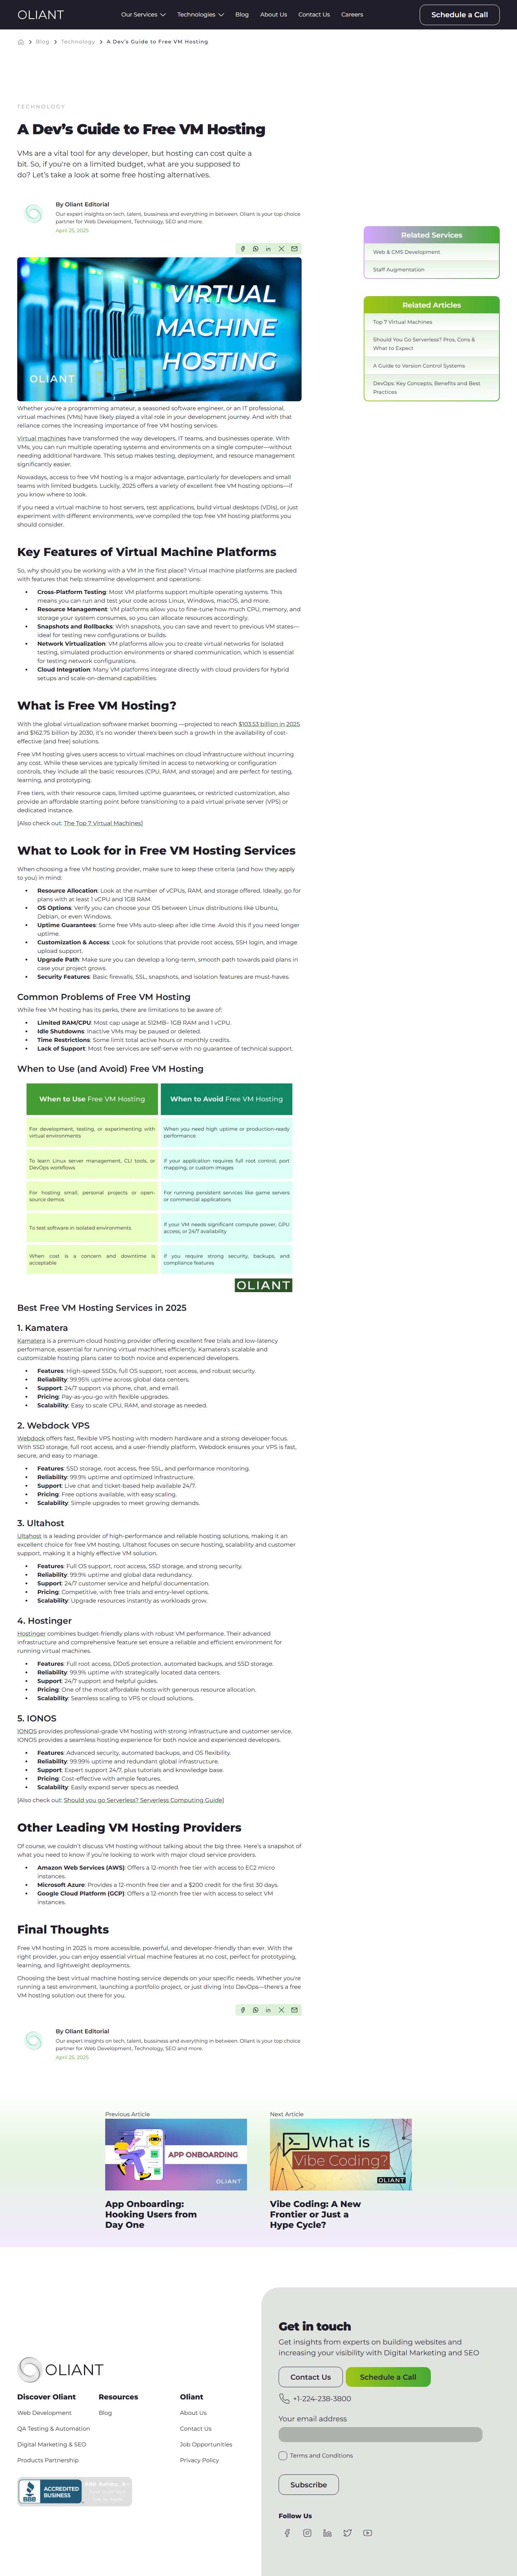 OLIANT
Our Services
Technologies
Blog
About Us
Contact Us
Careers
Schedule a Call
Blog
Technology
A Dev's Guide to Free VM Hosting
TECHNOLOGY
A Dev's Guide to Free VM Hosting
VMs are a vital tool for any developer, but hosting can cost quite a
bit. So, if you're on a limited budget, what are you supposed to
do? Let's take a look at some free hosting alternatives.
By Oliant Editorial
Our expert insights on tech, talent, bussiness and everything in between. Oliant is your top choice
partner for Web Development, Technology, SEO and more.
April 25, 2025
Related Services
Web & CMS Development
Staff Augmentation
Related Articles
Top 7 Virtual Machines
Should You Go Serverless? Pros, Cons &
What to Expect
A Guide to Version Control Systems
DevOps: Key Concepts, Benefits and Best
Practices
VIRTUAL
MACHINE
HOSTING
OLIANT
Whether you're a programming amateur, a seasoned software engineer, or an IT professional,
virtual machines (VMs) have likely played a vital role in your development journey. And with that
reliance comes the increasing importance of free VM hosting services.
Virtual machines have transformed the way developers, IT teams, and businesses operate. With
VMs, you can run multiple operating systems and environments on a single computer—without
needing additional hardware. This setup makes testing, deployment, and resource management
significantly easier.
Nowadays, access to free VM hosting is a major advantage, particularly for developers and small
teams with limited budgets. Luckily, 2025 offers a variety of excellent free VM hosting options—if
you know where to look.
If you need a virtual machine to host servers, test applications, build virtual desktops (VDIs), or just
experiment with different environments, we've compiled the top free VM hosting platforms you
should consider.
Key Features of Virtual Machine Platforms
So, why should you be working with a VM in the first place? Virtual machine platforms are packed
with features that help streamline development and operations:
• Cross-Platform Testing: Most VM platforms support multiple operating systems. This
means you can run and test your code across Linux, Windows, macOS, and more.
• Resource Management: VM platforms allow you to fine-tune how much CPU, memory, and
storage your system consumes, so you can allocate resources accordingly.
• Snapshots and Rollbacks: With snapshots, you can save and revert to previous VM states—
ideal for testing new configurations or builds.
• Network Virtualization: VM platforms allow you to create virtual networks for isolated
testing, simulated production environments or shared communication, which is essential
for testing network configurations.
• Cloud Integration: Many VM platforms integrate directly with cloud providers for hybrid
setups and scale-on-demand capabilities.
What is Free VM Hosting?
With the global virtualization software market booming —projected to reach $103.53 billion in 2025
and $162.75 billion by 2030, it's no wonder there's been such a growth in the availability of cost-
effective (and free) solutions.
Free VM hosting gives users access to virtual machines on cloud infrastructure without incurring
any cost. While these services are typically limited in access to networking or configuration
controls, they include all the basic resources (CPU, RAM, and storage) and are perfect for testing,
learning, and prototyping.
Free tiers, with their resource caps, limited uptime guarantees, or restricted customization, also
provide an affordable starting point before transitioning to a paid virtual private server (VPS) or
dedicated instance.
[Also check out: The Top 7 Virtual Machines]
What to Look for in Free VM Hosting Services
When choosing a free VM hosting provider, make sure to keep these criteria (and how they apply
to you) in mind:
• Resource Allocation: Look at the number of vCPUs, RAM, and storage offered. Ideally, go for
plans with at least 1 vCPU and 1GB RAM.
• OS Options: Verify you can choose your OS between Linux distributions like Ubuntu,
Debian, or even Windows.
• Uptime Guarantees: Some free VMs auto-sleep after idle time. Avoid this if you need longer
uptime.
• Customization & Access: Look for solutions that provide root access, SSH login, and image
upload support.
• Upgrade Path: Make sure you can develop a long-term, smooth path towards paid plans in
case your project grows.
• Security Features: Basic firewalls, SSL, snapshots, and isolation features are must-haves.
Common Problems of Free VM Hosting
While free VM hosting has its perks, there are limitations to be aware of:
• Limited RAM/CPU: Most cap usage at 512MB– 1GB RAM and 1 vCPU.
• Idle Shutdowns: Inactive VMs may be paused or deleted.
• Time Restrictions: Some limit total active hours or monthly credits.
• Lack of Support: Most free services are self-serve with no guarantee of technical support.
When to Use (and Avoid) Free VM Hosting
When to Use Free VM Hosting
When to Avoid Free VM Hosting
For development, testing, or experimenting with
virtual environments
When you need high uptime or production-ready
performance
To learn Linux server management, CLI tools, or
DevOps workflows
If your application requires full root control, port
mapping, or custom images
For hosting small, personal projects or open-
source demos
For running persistent services like game servers
or commercial applications
To test software in isolated environments
If your VM needs significant compute power, GPU
access, or 24/7 availability
When cost is a concern and downtime is
acceptable
If you require strong security, backups, and
compliance features
OLIANT
Best Free VM Hosting Services in 2025
1. Kamatera
Kamatera is a premium cloud hosting provider offering excellent free trials and low-latency
performance, essential for running virtual machines efficiently. Kamatera's scalable and
customizable hosting plans cater to both novice and experienced developers.
• Features: High-speed SSDs, full OS support, root access, and robust security.
• Reliability: 99.95% uptime across global data centers.
• Support: 24/7 support via phone, chat, and email.
• Pricing: Pay-as-you-go with flexible upgrades.
• Scalability: Easy to scale CPU, RAM, and storage as needed.
2. Webdock VPS
Webdock offers fast, flexible VPS hosting with modern hardware and a strong developer focus.
With SSD storage, full root access, and a user-friendly platform, Webdock ensures your VPS is fast,
secure, and easy to manage.
• Features: SSD storage, root access, free SSL, and performance monitoring.
• Reliability: 99.9% uptime and optimized infrastructure.
• Support: Live chat and ticket-based help available 24/7.
• Pricing: Free options available, with easy scaling.
• Scalability: Simple upgrades to meet growing demands.
3. Ultahost
Ultahost is a leading provider of high-performance and reliable hosting solutions, making it an
excellent choice for free VM hosting. Ultahost focuses on secure hosting, scalability and customer
support, making it a highly effective VM solution.
• Features: Full OS support, root access, SSD storage, and strong security.
• Reliability: 99.9% uptime and global data redundancy.
• Support: 24/7 customer service and helpful documentation.
• Pricing: Competitive, with free trials and entry-level options.
• Scalability: Upgrade resources instantly as workloads grow.
4. Hostinger
Hostinger combines budget-friendly plans with robust VM performance. Their advanced
infrastructure and comprehensive feature set ensure a reliable and efficient environment for
running virtual machines.
• Features: Full root access, DDoS protection, automated backups, and SSD storage.
• Reliability: 99.9% uptime with strategically located data centers.
• Support: 24/7 support and helpful guides.
• Pricing: One of the most affordable hosts with generous resource allocation.
• Scalability: Seamless scaling to VPS or cloud solutions.
5. IONOS
IONOS provides professional-grade VM hosting with strong infrastructure and customer service.
IONOS provides a seamless hosting experience for both novice and experienced developers.
• Features: Advanced security, automated backups, and OS flexibility.
• Reliability: 99.99% uptime and redundant global infrastructure.
• Support: Expert support 24/7, plus tutorials and knowledge base.
• Pricing: Cost-effective with ample features.
• Scalability: Easily expand server specs as needed.
[Also check out: Should you go Serverless? Serverless Computing Guide]
Other Leading VM Hosting Providers
Of course, we couldn't discuss VM hosting without talking about the big three. Here's a snapshot of
what you need to know if you're looking to work with major cloud service providers.
• Amazon Web Services (AWS): Offers a 12-month free tier with access to EC2 micro
instances.
• Microsoft Azure: Provides a 12-month free tier and a $200 credit for the first 30 days.
• Google Cloud Platform (GCP): Offers a 12-month free tier with access to select VM
instances.
Final Thoughts
Free VM hosting in 2025 is more accessible, powerful, and developer-friendly than ever. With the
right provider, you can enjoy essential virtual machine features at no cost, perfect for prototyping,
learning, and lightweight deployments.
Choosing the best virtual machine hosting service depends on your specific needs. Whether you're
running a test environment, launching a portfolio project, or just diving into DevOps—there's a free
VM hosting solution out there for you.
By Oliant Editorial
Our expert insights on tech, talent, bussiness and everything in between. Oliant is your top choice
partner for Web Development, Technology, SEO and more.
April 25, 2025
Previous Article
APP ONBOARDING
OLIANT
App Onboarding:
Hooking Users from
Day One
Next Article
What is
Vibe Coding?
OLIANT
Vibe Coding: A New
Frontier or Just a
Hype Cycle?
OLIANT
Discover Oliant
Web Development
QA Testing & Automation
Digital Marketing & SEO
Products Partnership
Resources
Blog
Oliant
About Us
Contact Us
Job Opportunities
Privacy Policy
BBB
ACCREDITED
BUSINESS
BBB Rating: A+
Get in touch
Get insights from experts on building websites and
increasing your visibility with Digital Marketing and SEO
Contact Us
Schedule a Call
+1-224-238-3800
Your email address
Terms and Conditions
Subscribe
Follow Us